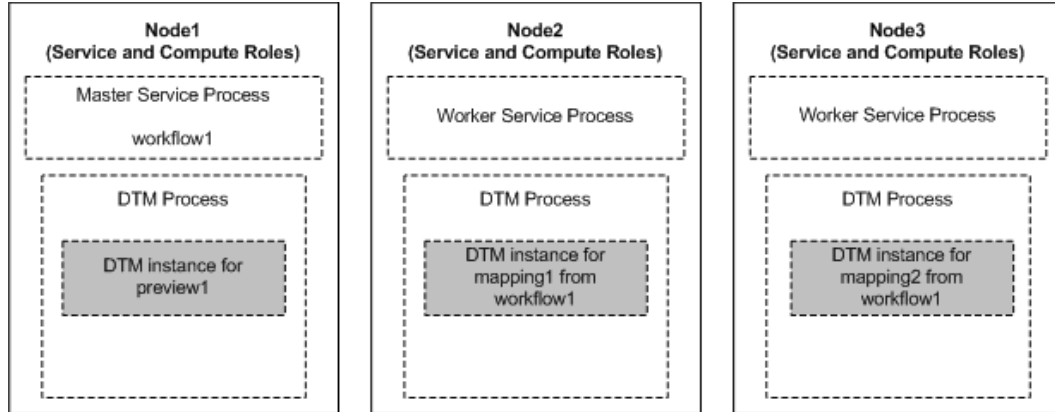 Node1
(Service and Compute Roles)
Master Service Process
workflow1
DTM Process
DTM instance for
preview1
Node2
(Service and Compute Roles)
Worker Service Process
DTM Process
DTM instance for
mapping1 from
workflow1
Node3
(Service and Compute Roles)
Worker Service Process
DTM Process
DTM instance for
mapping2 from
workflow1